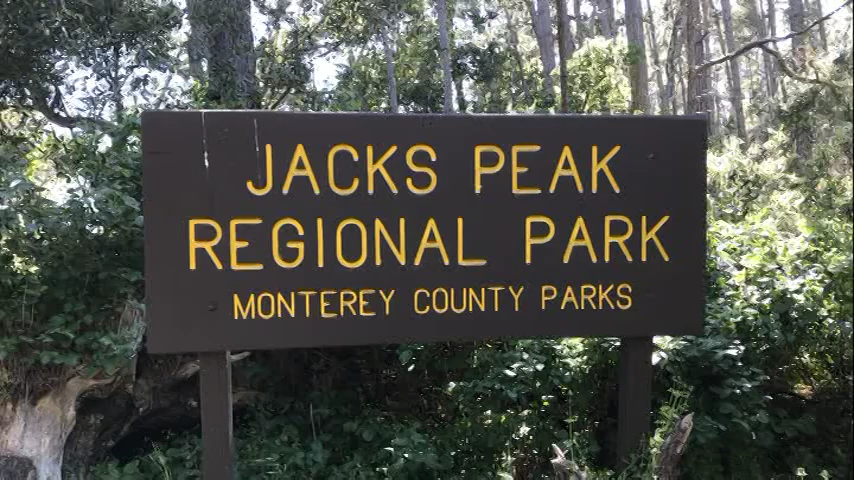 JACKS PEAK
REGIONAL PARK
MONTEREY COUNTY PARKS